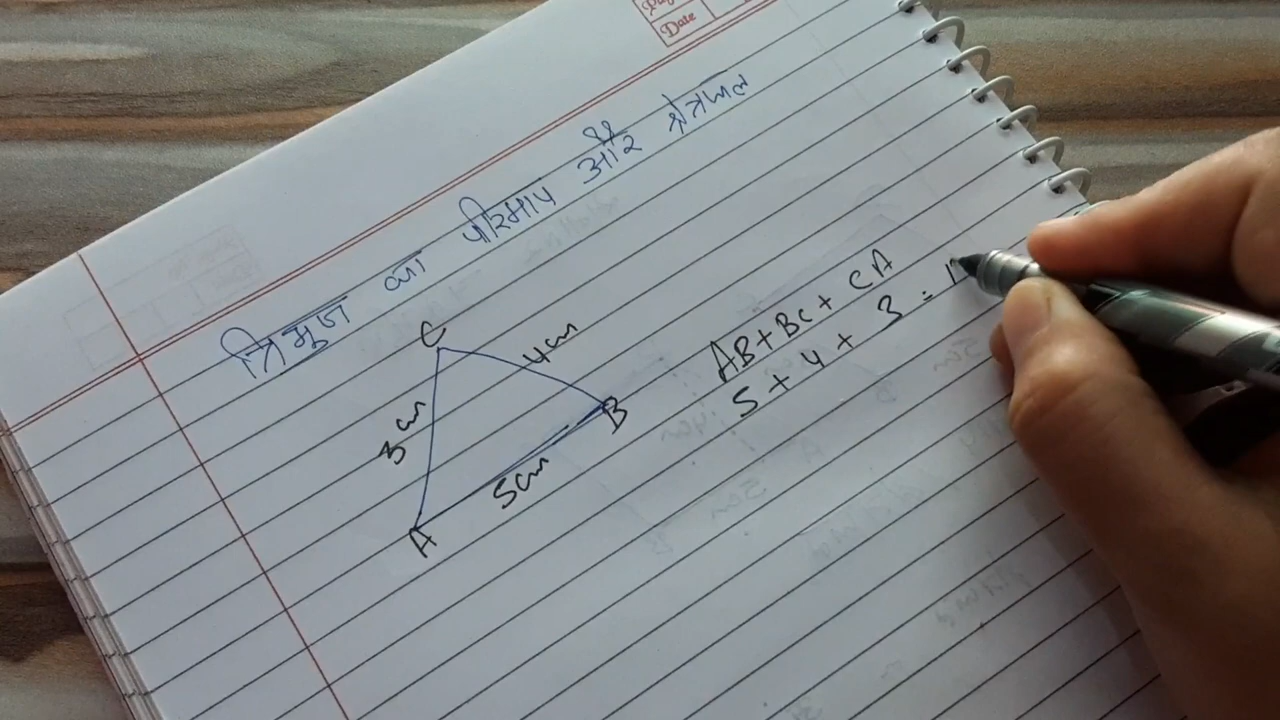 Date
त्रिभुज का परिमाप और क्षेत्रफल
C
4cm
3cm
B
5cm
A
AB+BC+CA
5+4+3=1